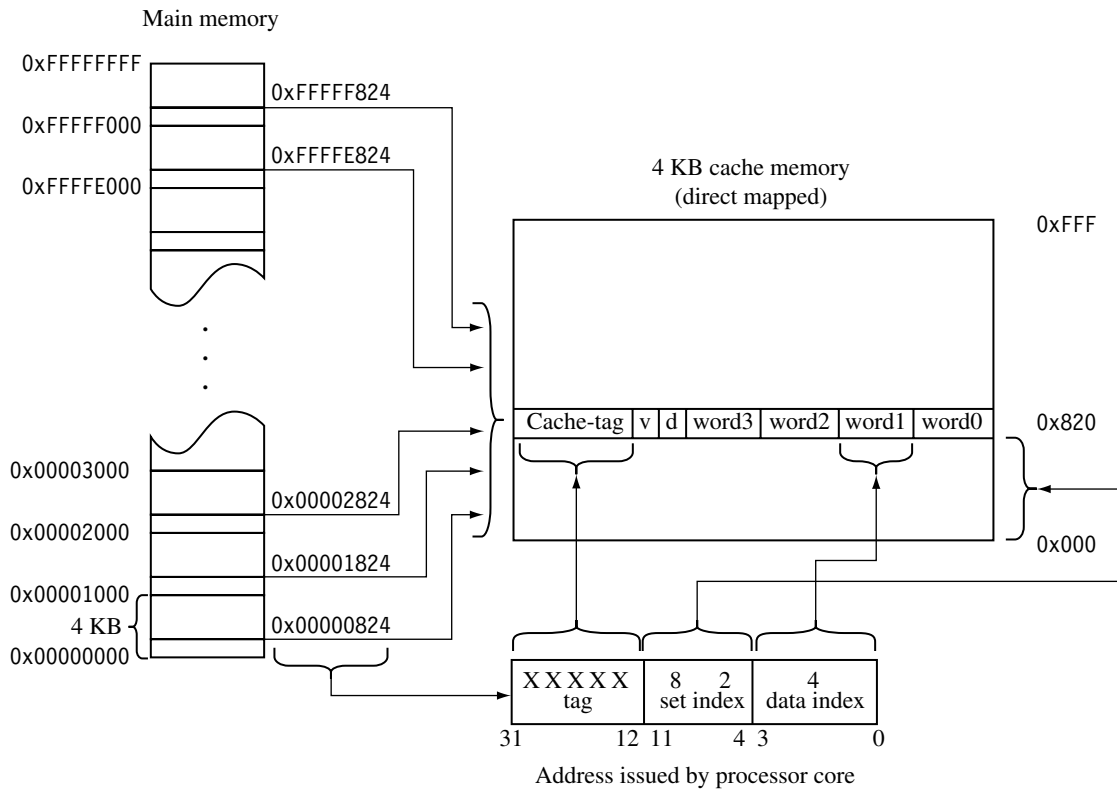 Main memory
0xFFFFFFFF
0xFFFFF824
0xFFFFF000
0xFFFFE824
0xFFFFE000
4 KB cache memory
(direct mapped)
0xFFF
Cache-tag v d word3 word2 word1 word0
0x820
0x00003000
0x00002824
0x00002000
0x000
0x00001824
0x00001000
4 KB
0x00000824
0x00000000
X X X X X 8 2 4
tag set index data index
31 12 11 4 3 0
Address issued by processor core